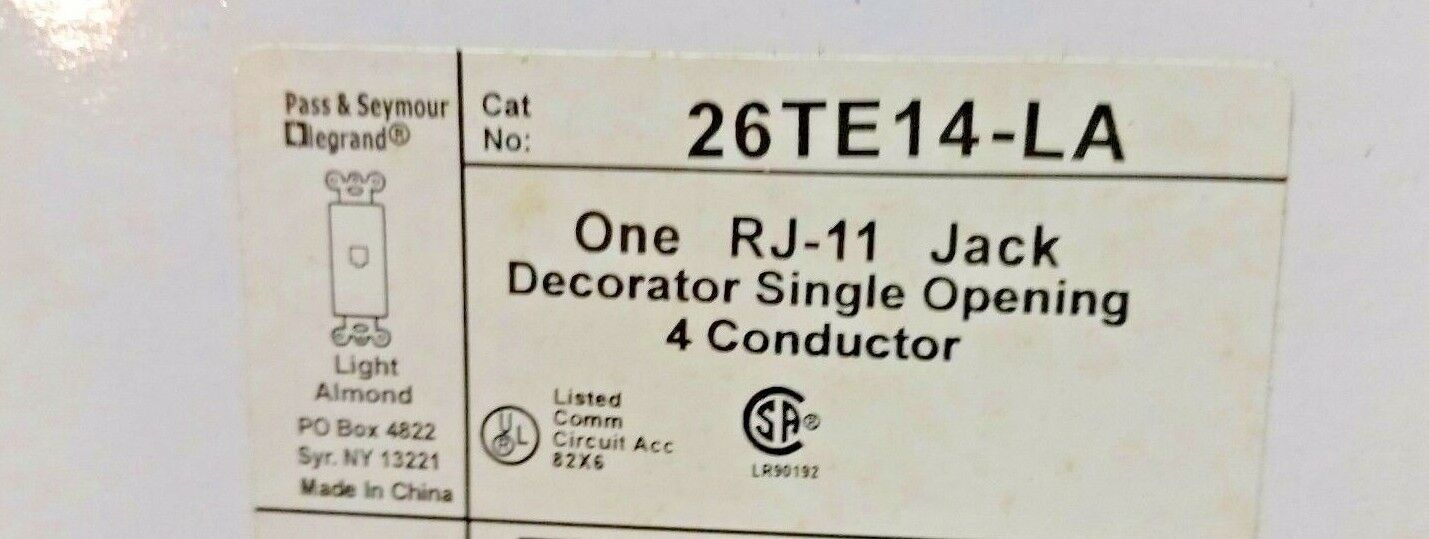 Pass & Seymour
legrand®
Light
Almond
PO Box 4822
Syr. NY 13221
Made In China
Cat
No:
26TE14-LA
One RJ-11 Jack
Decorator Single Opening
4 Conductor
UL
Listed
Comm
Circuit Acc
82X6
SA®
LR90192